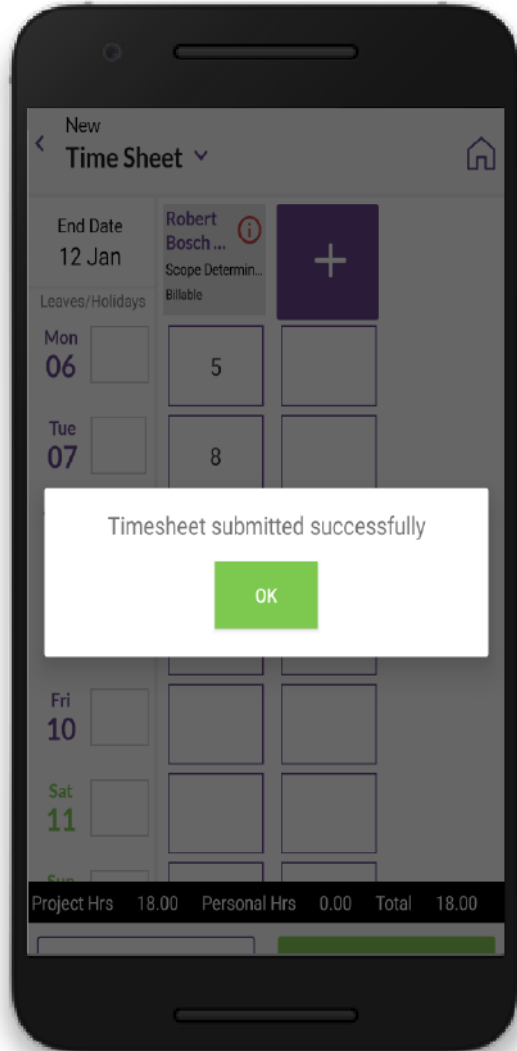 New
Time Sheet
End Date
12 Jan
Robert
Bosch ...
Scope Determin...
Billable
Leaves/Holidays
Mon
06
5
Tue
07
8
Timesheet submitted successfully
OK
Fri
10
Sat
11
Sun
Project Hrs 18.00 Personal Hrs 0.00 Total 18.00